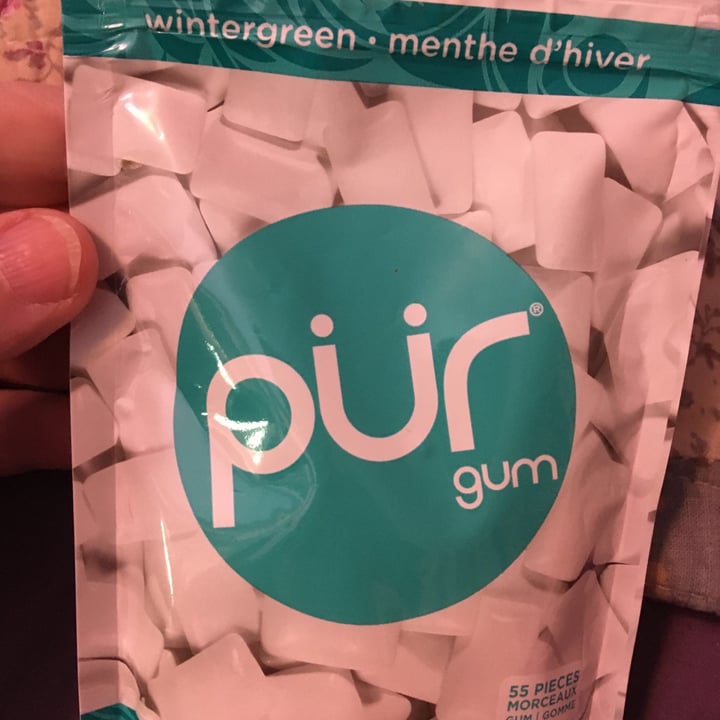 wintergreen • menthe d'hiver
pür®
gum
55 PIECES
MORCEAUX
GUM | GOMME